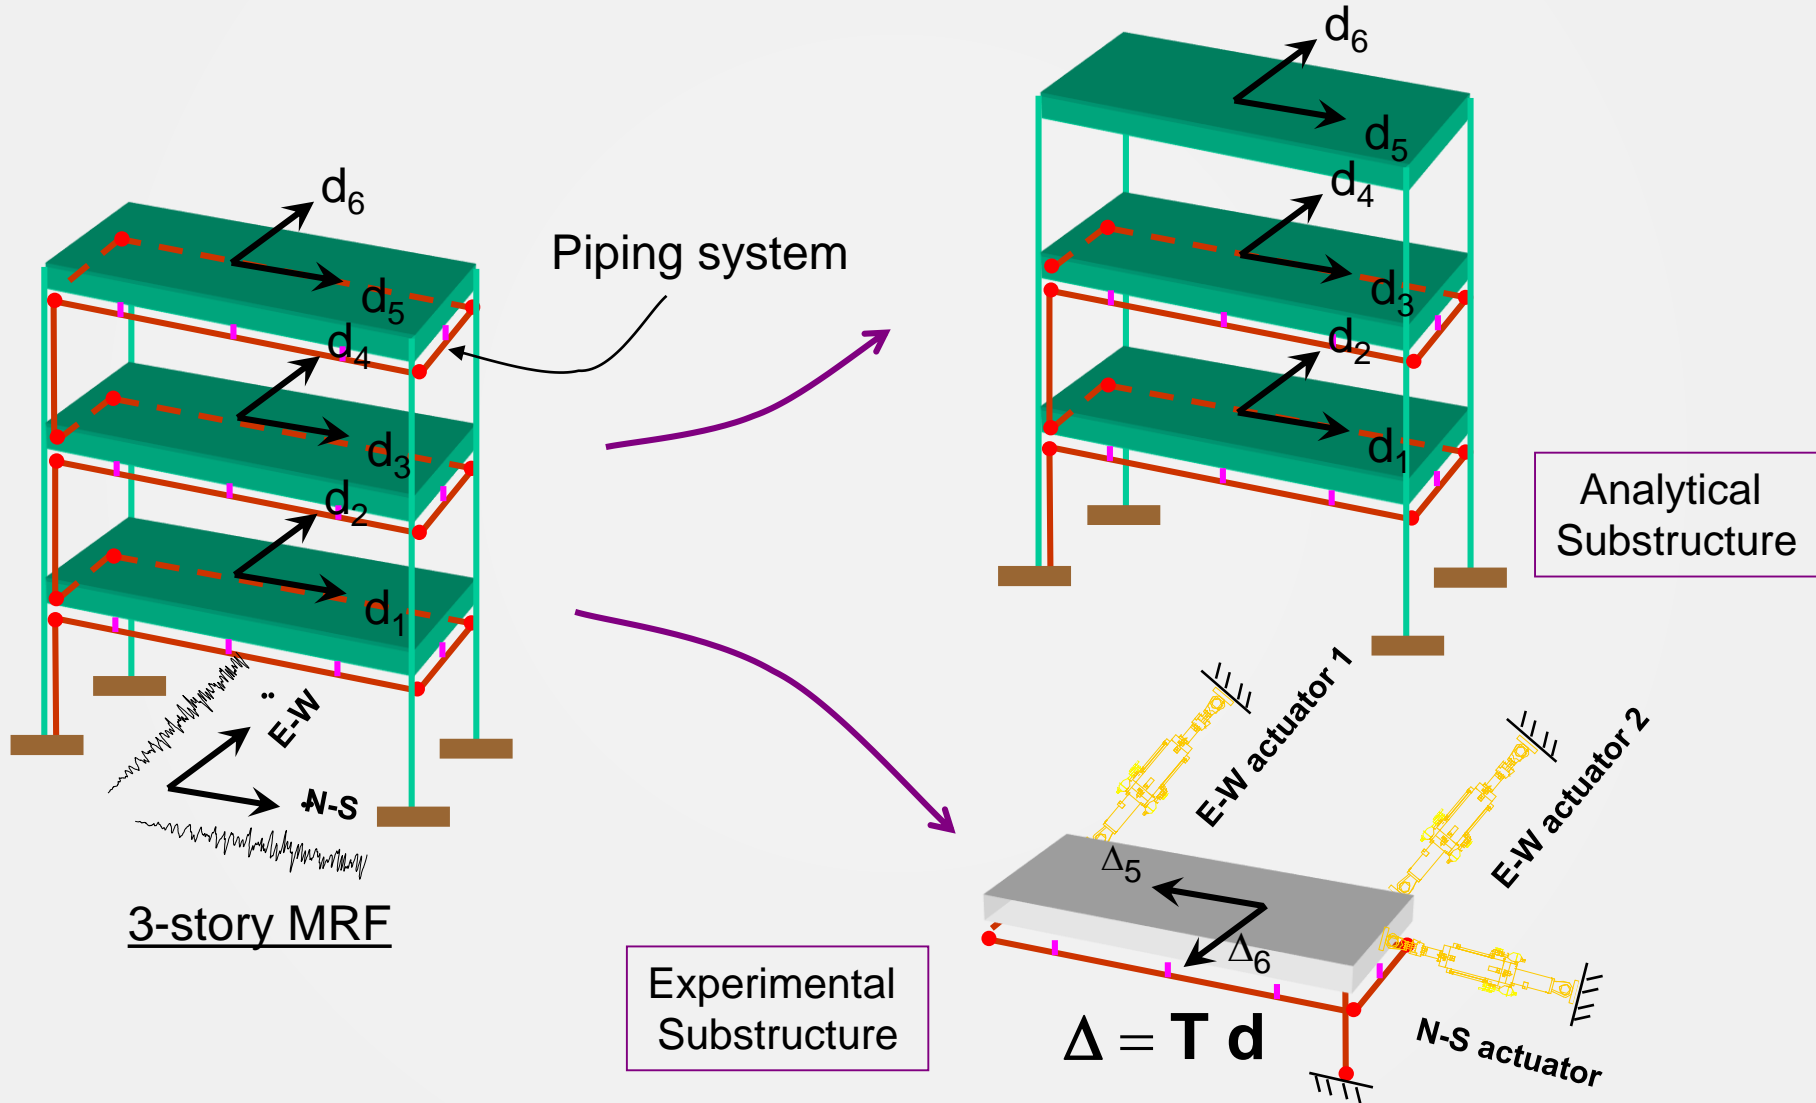 d6
d5
d4
d3
d2
d1
Piping system
Ë-W
N̈-S
3-story MRF
d6
d5
d4
d3
d2
d1
Analytical
Substructure
Experimental
Substructure
E-W actuator 1
E-W actuator 2
N-S actuator
Δ5
Δ6
Δ = T d